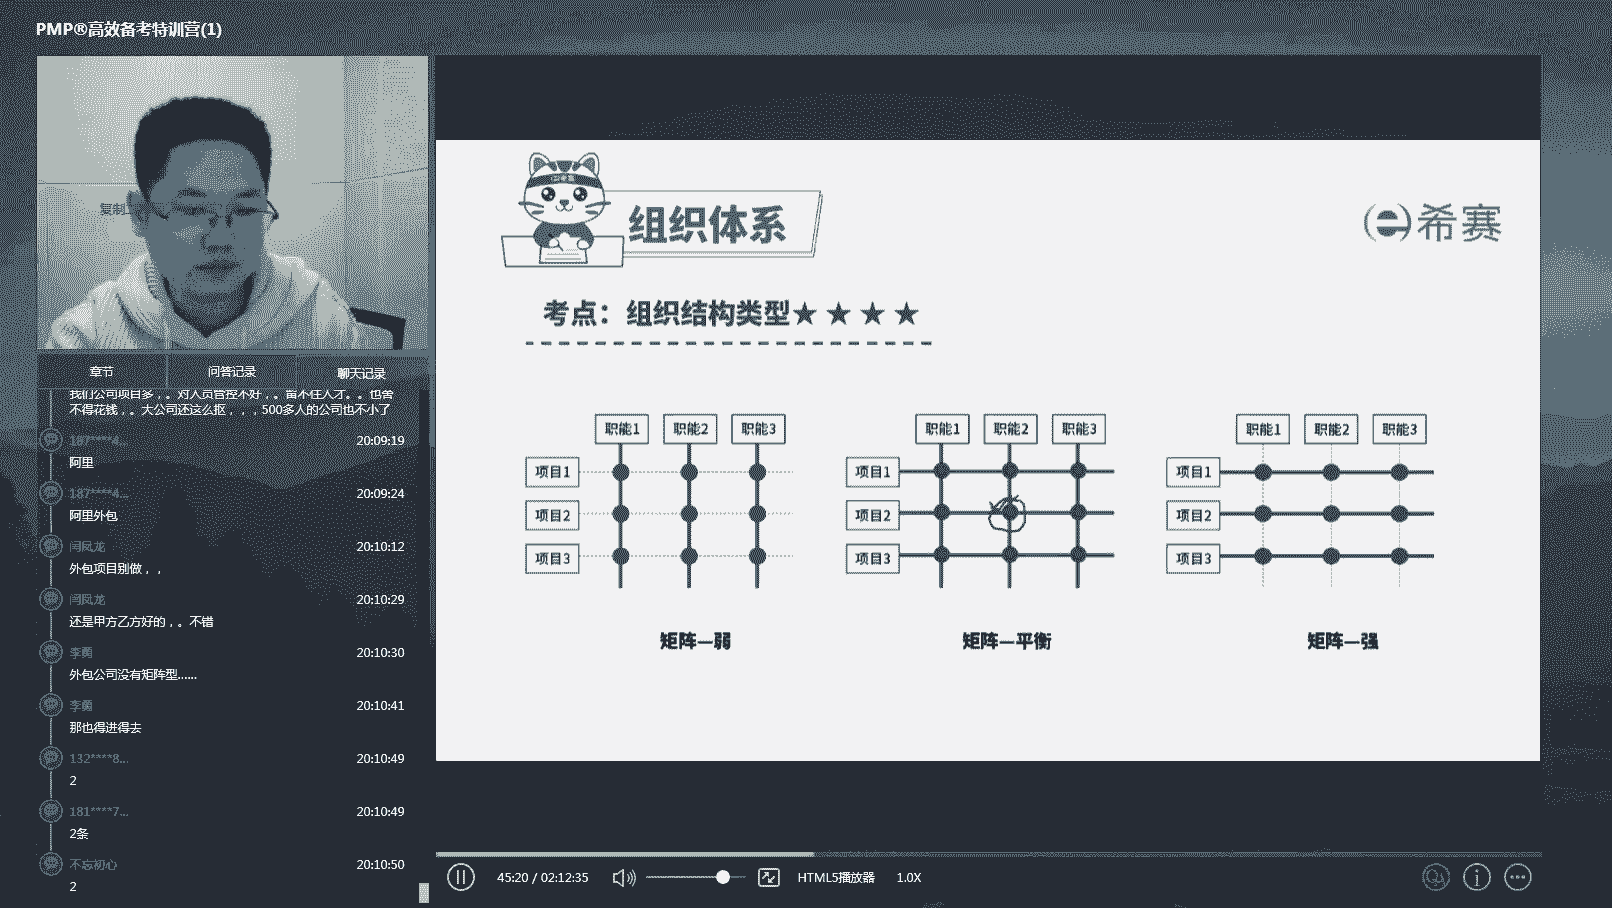 PMP®高效备考特训营(1)
复制
章节
问答记录
聊天记录
我们公司项目多，。对人员管控不好，。留不住人才。。也舍
不得花钱，。大公司还这么抠，，，500多人的公司也不小了
187****4...
20:09:19
阿里
187****4...
20:09:24
阿里外包
闫凤龙
20:10:12
外包项目别做，，
闫凤龙
20:10:29
还是甲方乙方好的，。不错
李勇
20:10:30
外包公司没有矩阵型......
李勇
20:10:41
那也得进得去
132****8...
20:10:49
2
181****7...
20:10:49
2条
不忘初心
20:10:50
2
组织体系
希赛
考点：组织结构类型★★★★
职能1
职能2
职能3
项目1
项目2
项目3
矩阵—弱
职能1
职能2
职能3
项目1
项目2
项目3
矩阵—平衡
职能1
职能2
职能3
项目1
项目2
项目3
矩阵—强
45:20 / 02:12:35
HTML5播放器
1.0X